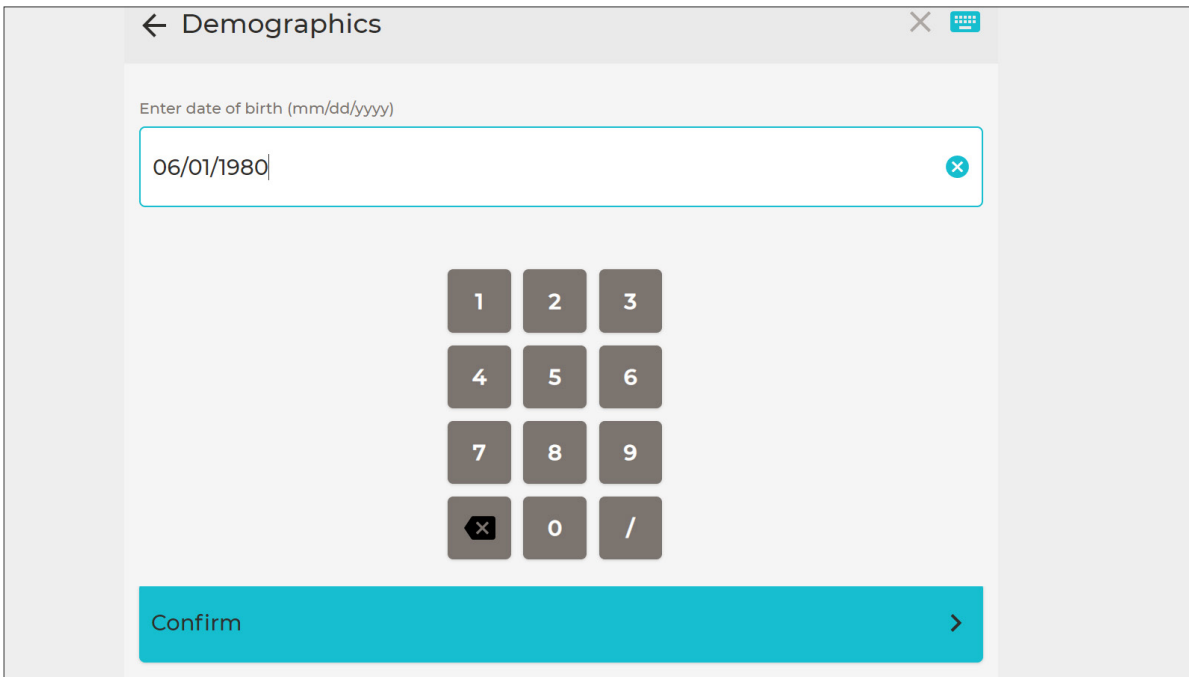 Demographics
Enter date of birth (mm/dd/yyyy)
06/01/1980
1 2 3
4 5 6
7 8 9
0 /
Confirm